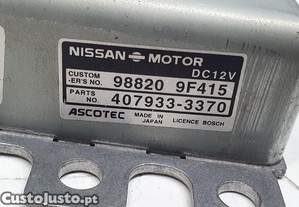 NISSAN MOTOR
DC12V
CUSTOM -ER'S NO. 98820 9F415
PARTS NO. 407933-3370
ASCOTEC MADE IN JAPAN LICENCE BOSCH
CustoJusto.pt